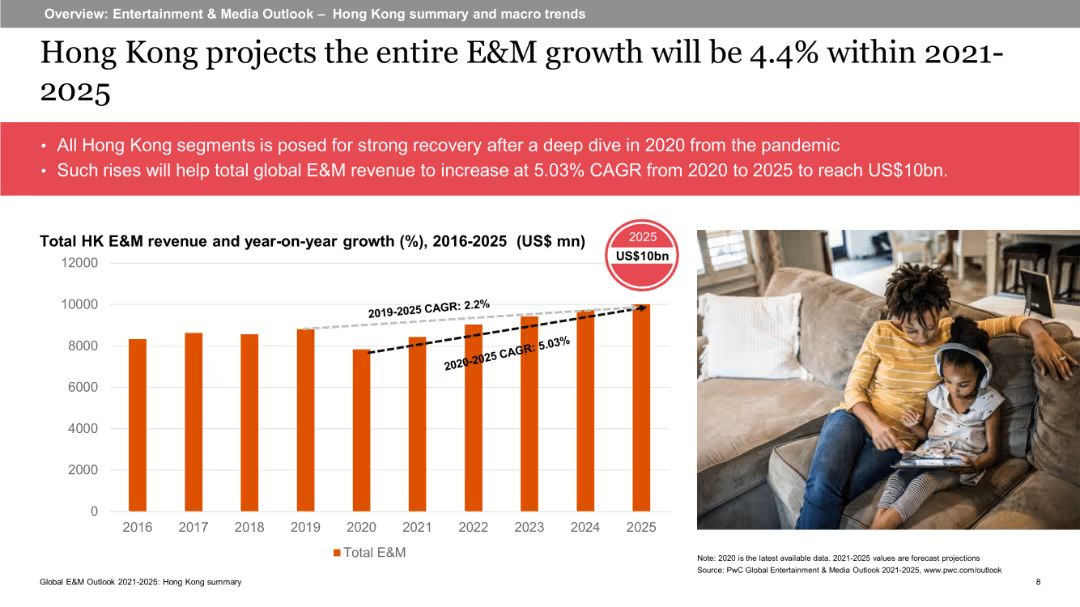 Overview: Entertainment & Media Outlook – Hong Kong summary and macro trends
Hong Kong projects the entire E&M growth will be 4.4% within 2021-
2025
• All Hong Kong segments is posed for strong recovery after a deep dive in 2020 from the pandemic
• Such rises will help total global E&M revenue to increase at 5.03% CAGR from 2020 to 2025 to reach US$10bn.
Total HK E&M revenue and year-on-year growth (%), 2016-2025 (US$ mn)
2025
US$10bn
12000
10000
8000
6000
4000
2000
0
2019-2025 CAGR: 2.2%
2020-2025 CAGR: 5.03%
2016 2017 2018 2019 2020 2021 2022 2023 2024 2025
Total E&M
Note: 2020 is the latest available data. 2021-2025 values are forecast projections
Source: PwC Global Entertainment & Media Outlook 2021-2025, www.pwc.com/outlook
Global E&M Outlook 2021-2025: Hong Kong summary
8